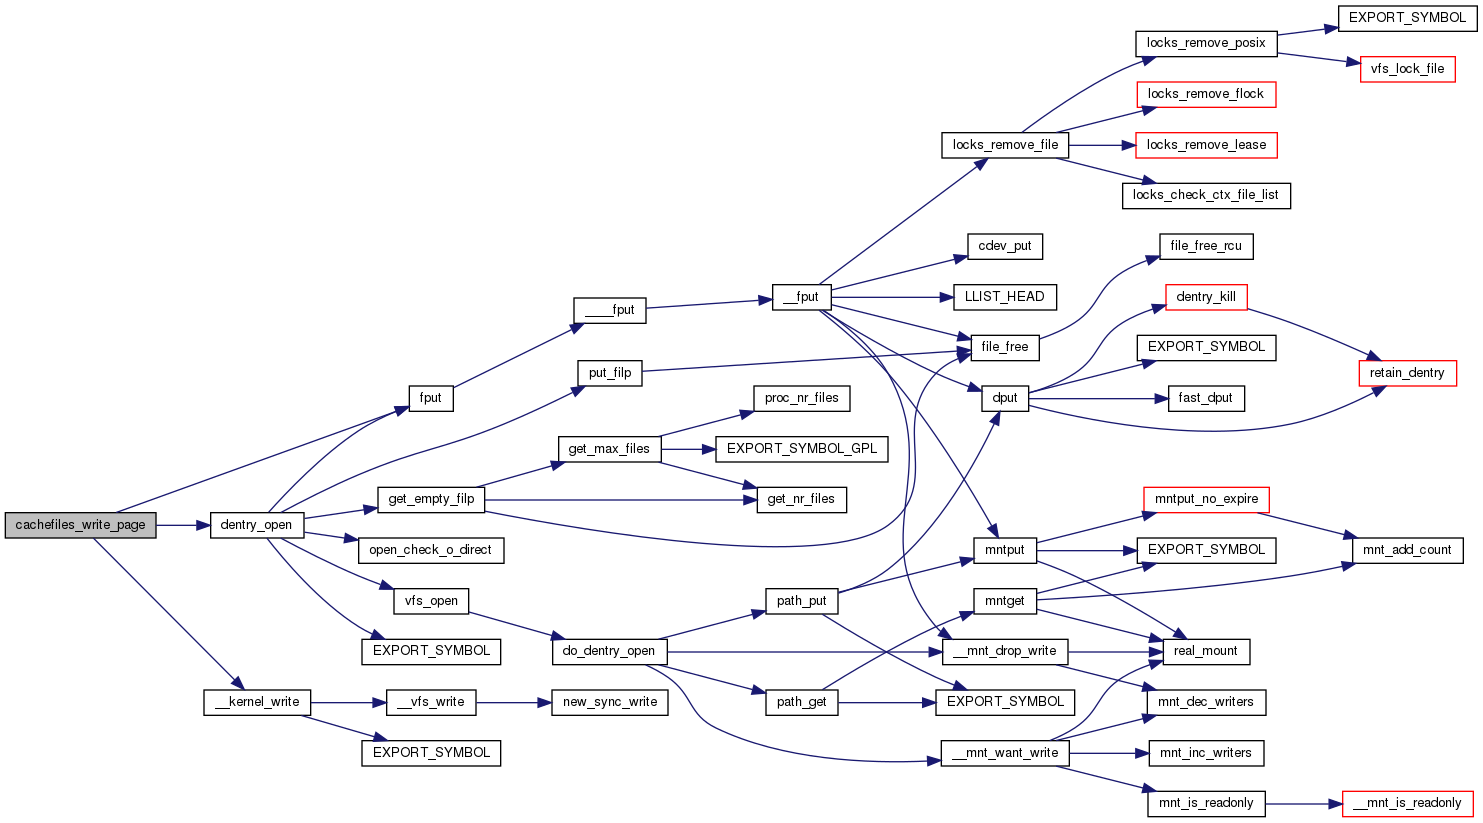 EXPORT_SYMBOL
locks_remove_posix
vfs_lock_file
locks_remove_flock
locks_remove_file
locks_remove_lease
locks_check_ctx_file_list
cdev_put
file_free_rcu
__fput
LLIST_HEAD
dentry_kill
____fput
file_free
EXPORT_SYMBOL
put_filp
retain_dentry
fput
proc_nr_files
dput
fast_dput
get_max_files
EXPORT_SYMBOL_GPL
get_empty_filp
get_nr_files
mntput_no_expire
cachefiles_write_page
dentry_open
open_check_o_direct
mntput
EXPORT_SYMBOL
mnt_add_count
vfs_open
path_put
mntget
EXPORT_SYMBOL
do_dentry_open
__mnt_drop_write
real_mount
__kernel_write
__vfs_write
new_sync_write
path_get
EXPORT_SYMBOL
mnt_dec_writers
EXPORT_SYMBOL
__mnt_want_write
mnt_inc_writers
mnt_is_readonly
__mnt_is_readonly